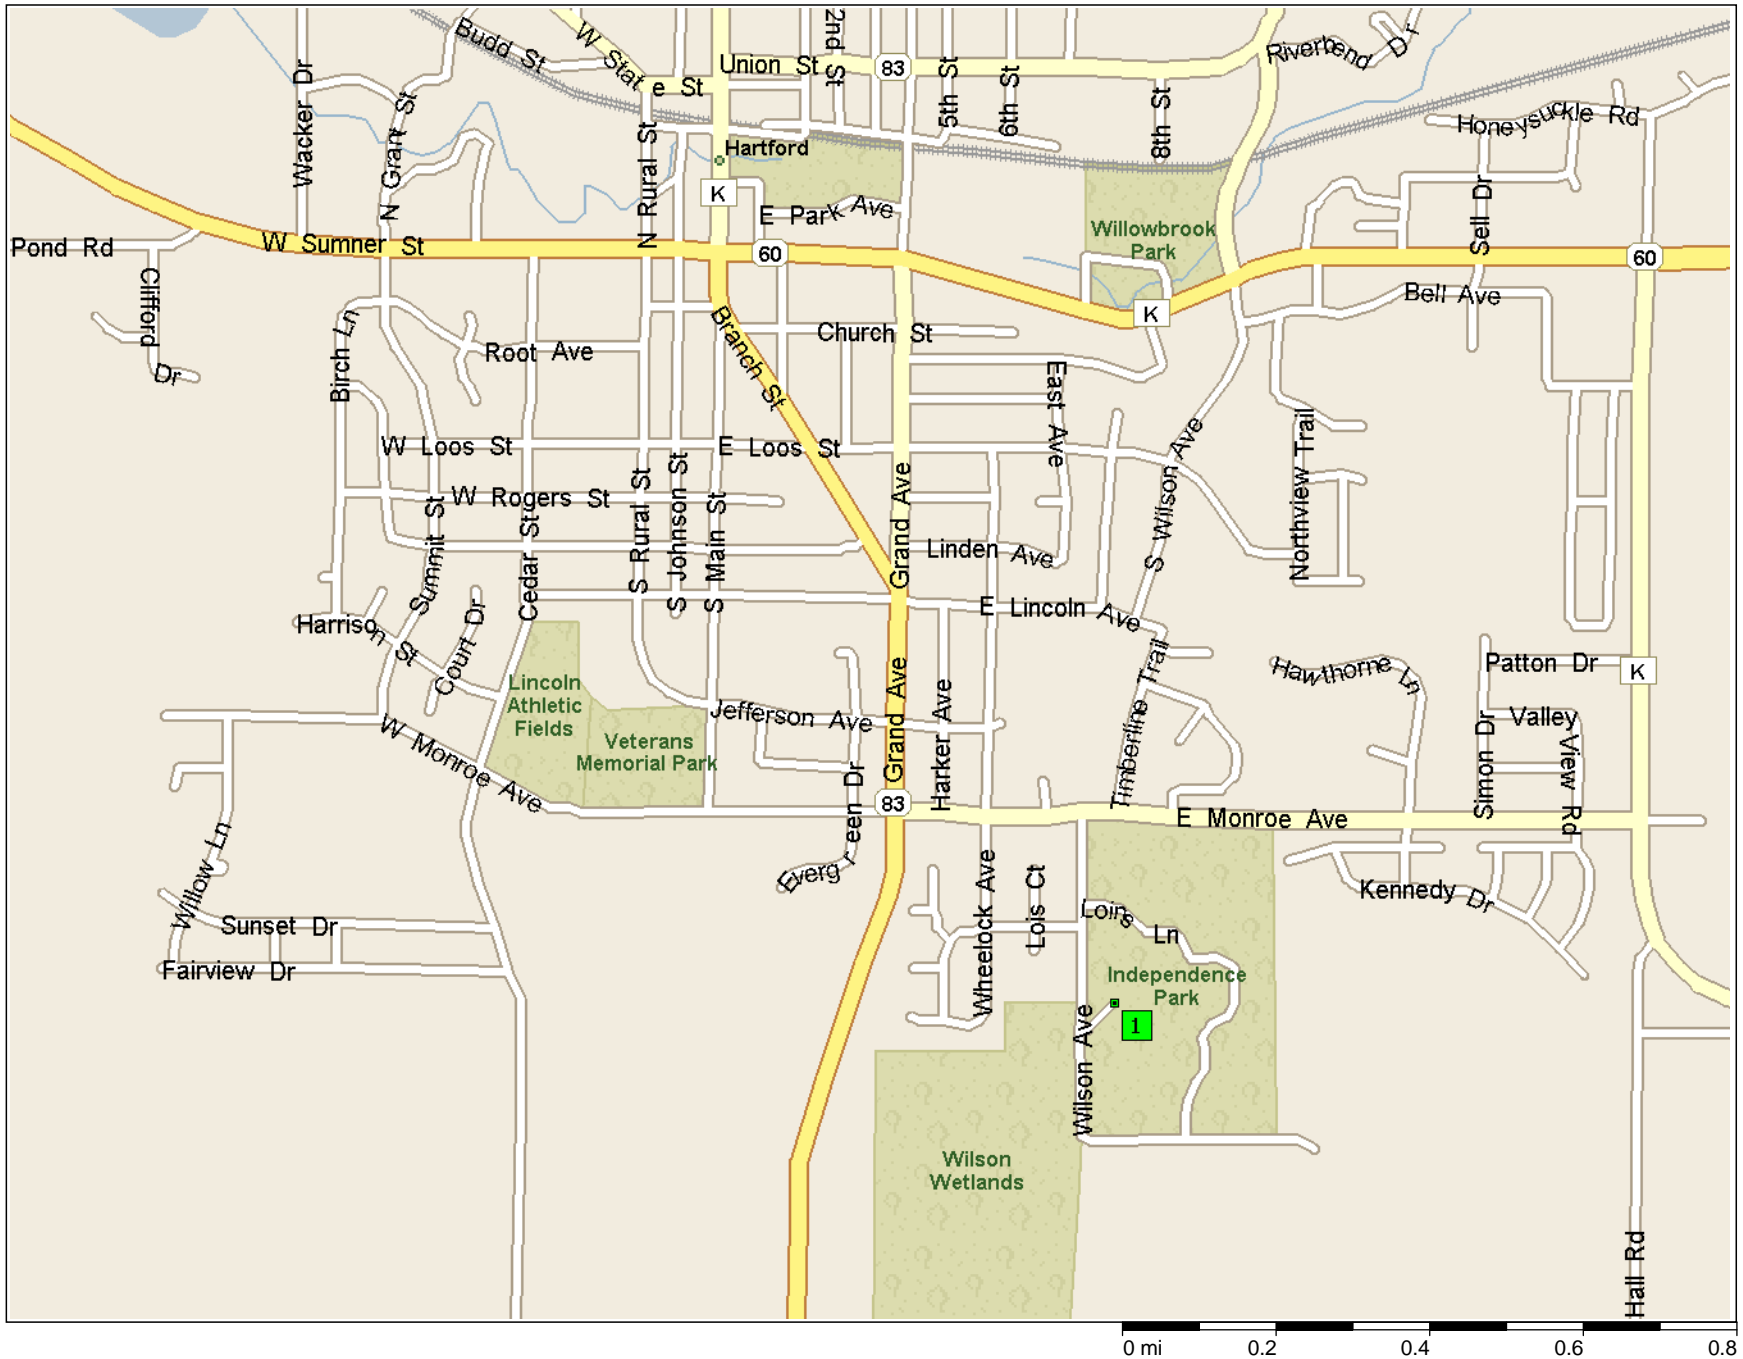 Budd St
W State St
Union St
2nd St
83
5th St
6th St
8th St
Riverbend Dr
Honeysuckle Rd
Wacker Dr
N Grant St
N Rural St
Hartford
K
E Park Ave
Willowbrook
Park
Sell Dr
Pond Rd
W Sumner St
60
60
Clifford Dr
Birch Ln
Root Ave
Branch St
Church St
K
Bell Ave
East Ave
Northview Trail
W Loos St
E Loos St
S Wilson Ave
W Rogers St
Summit St
Cedar St
S Rural St
S Johnson St
S Main St
Grand Ave
Linden Ave
Harrison St
Court Dr
E Lincoln Ave
Lincoln
Athletic
Fields
Veterans
Memorial Park
Jefferson Ave
Grand Ave
Harker Ave
Timberline Trail
Hawthorne Ln
Patton Dr
K
Simon Dr
Valley View Rd
W Monroe Ave
83
E Monroe Ave
Evergreen Dr
Willow Ln
Sunset Dr
Fairview Dr
Wheelock Ave
Lois Ct
Loins Ln
Kennedy Dr
Independence
Park
1
Wilson Ave
Wilson
Wetlands
Hall Rd
0 mi 0.2 0.4 0.6 0.8